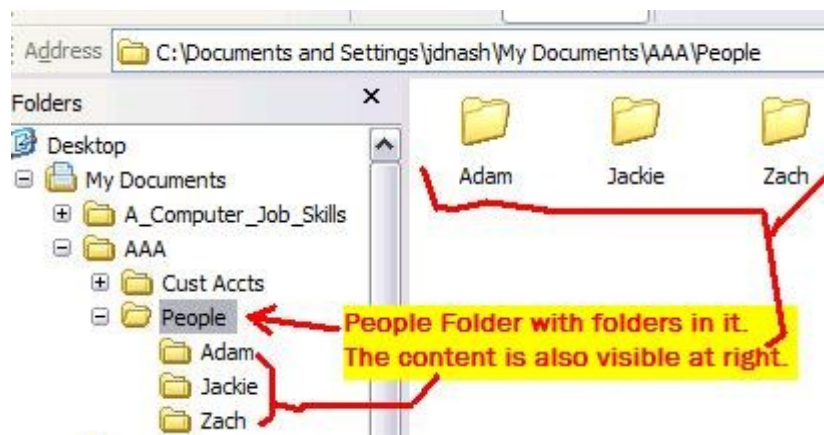 Address C:\Documents and Settings\jdnash\My Documents\AAA\People
Folders
Desktop
My Documents
A_Computer_Job_Skills
AAA
Cust Accts
People
Adam
Jackie
Zach
Adam Jackie Zach
People Folder with folders in it.
The content is also visible at right.